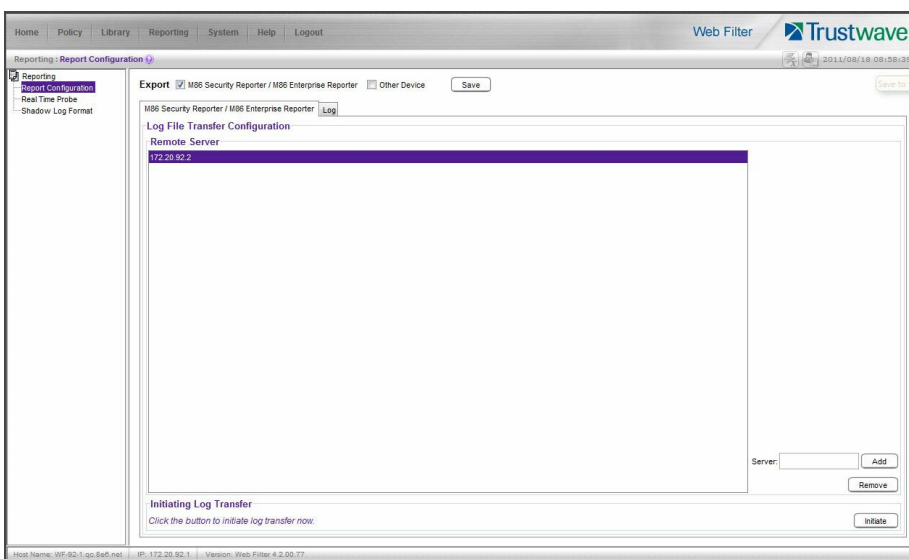 Home Policy Library Reporting System Help Logout
Web Filter
Trustwave
Reporting : Report Configuration
2011/08/18 08:58:39
Reporting
Report Configuration
Real Time Probe
Shadow Log Format
Export M86 Security Reporter / M86 Enterprise Reporter Other Device Save
Save to
M86 Security Reporter / M86 Enterprise Reporter Log
Log File Transfer Configuration
Remote Server
172.20.92.2
Server: Add
Remove
Initiating Log Transfer
Click the button to initiate log transfer now.
Initiate
Host Name: WF-92-1.qc.8e6.net IP: 172.20.92.1 Version: Web Filter 4.2.00.77